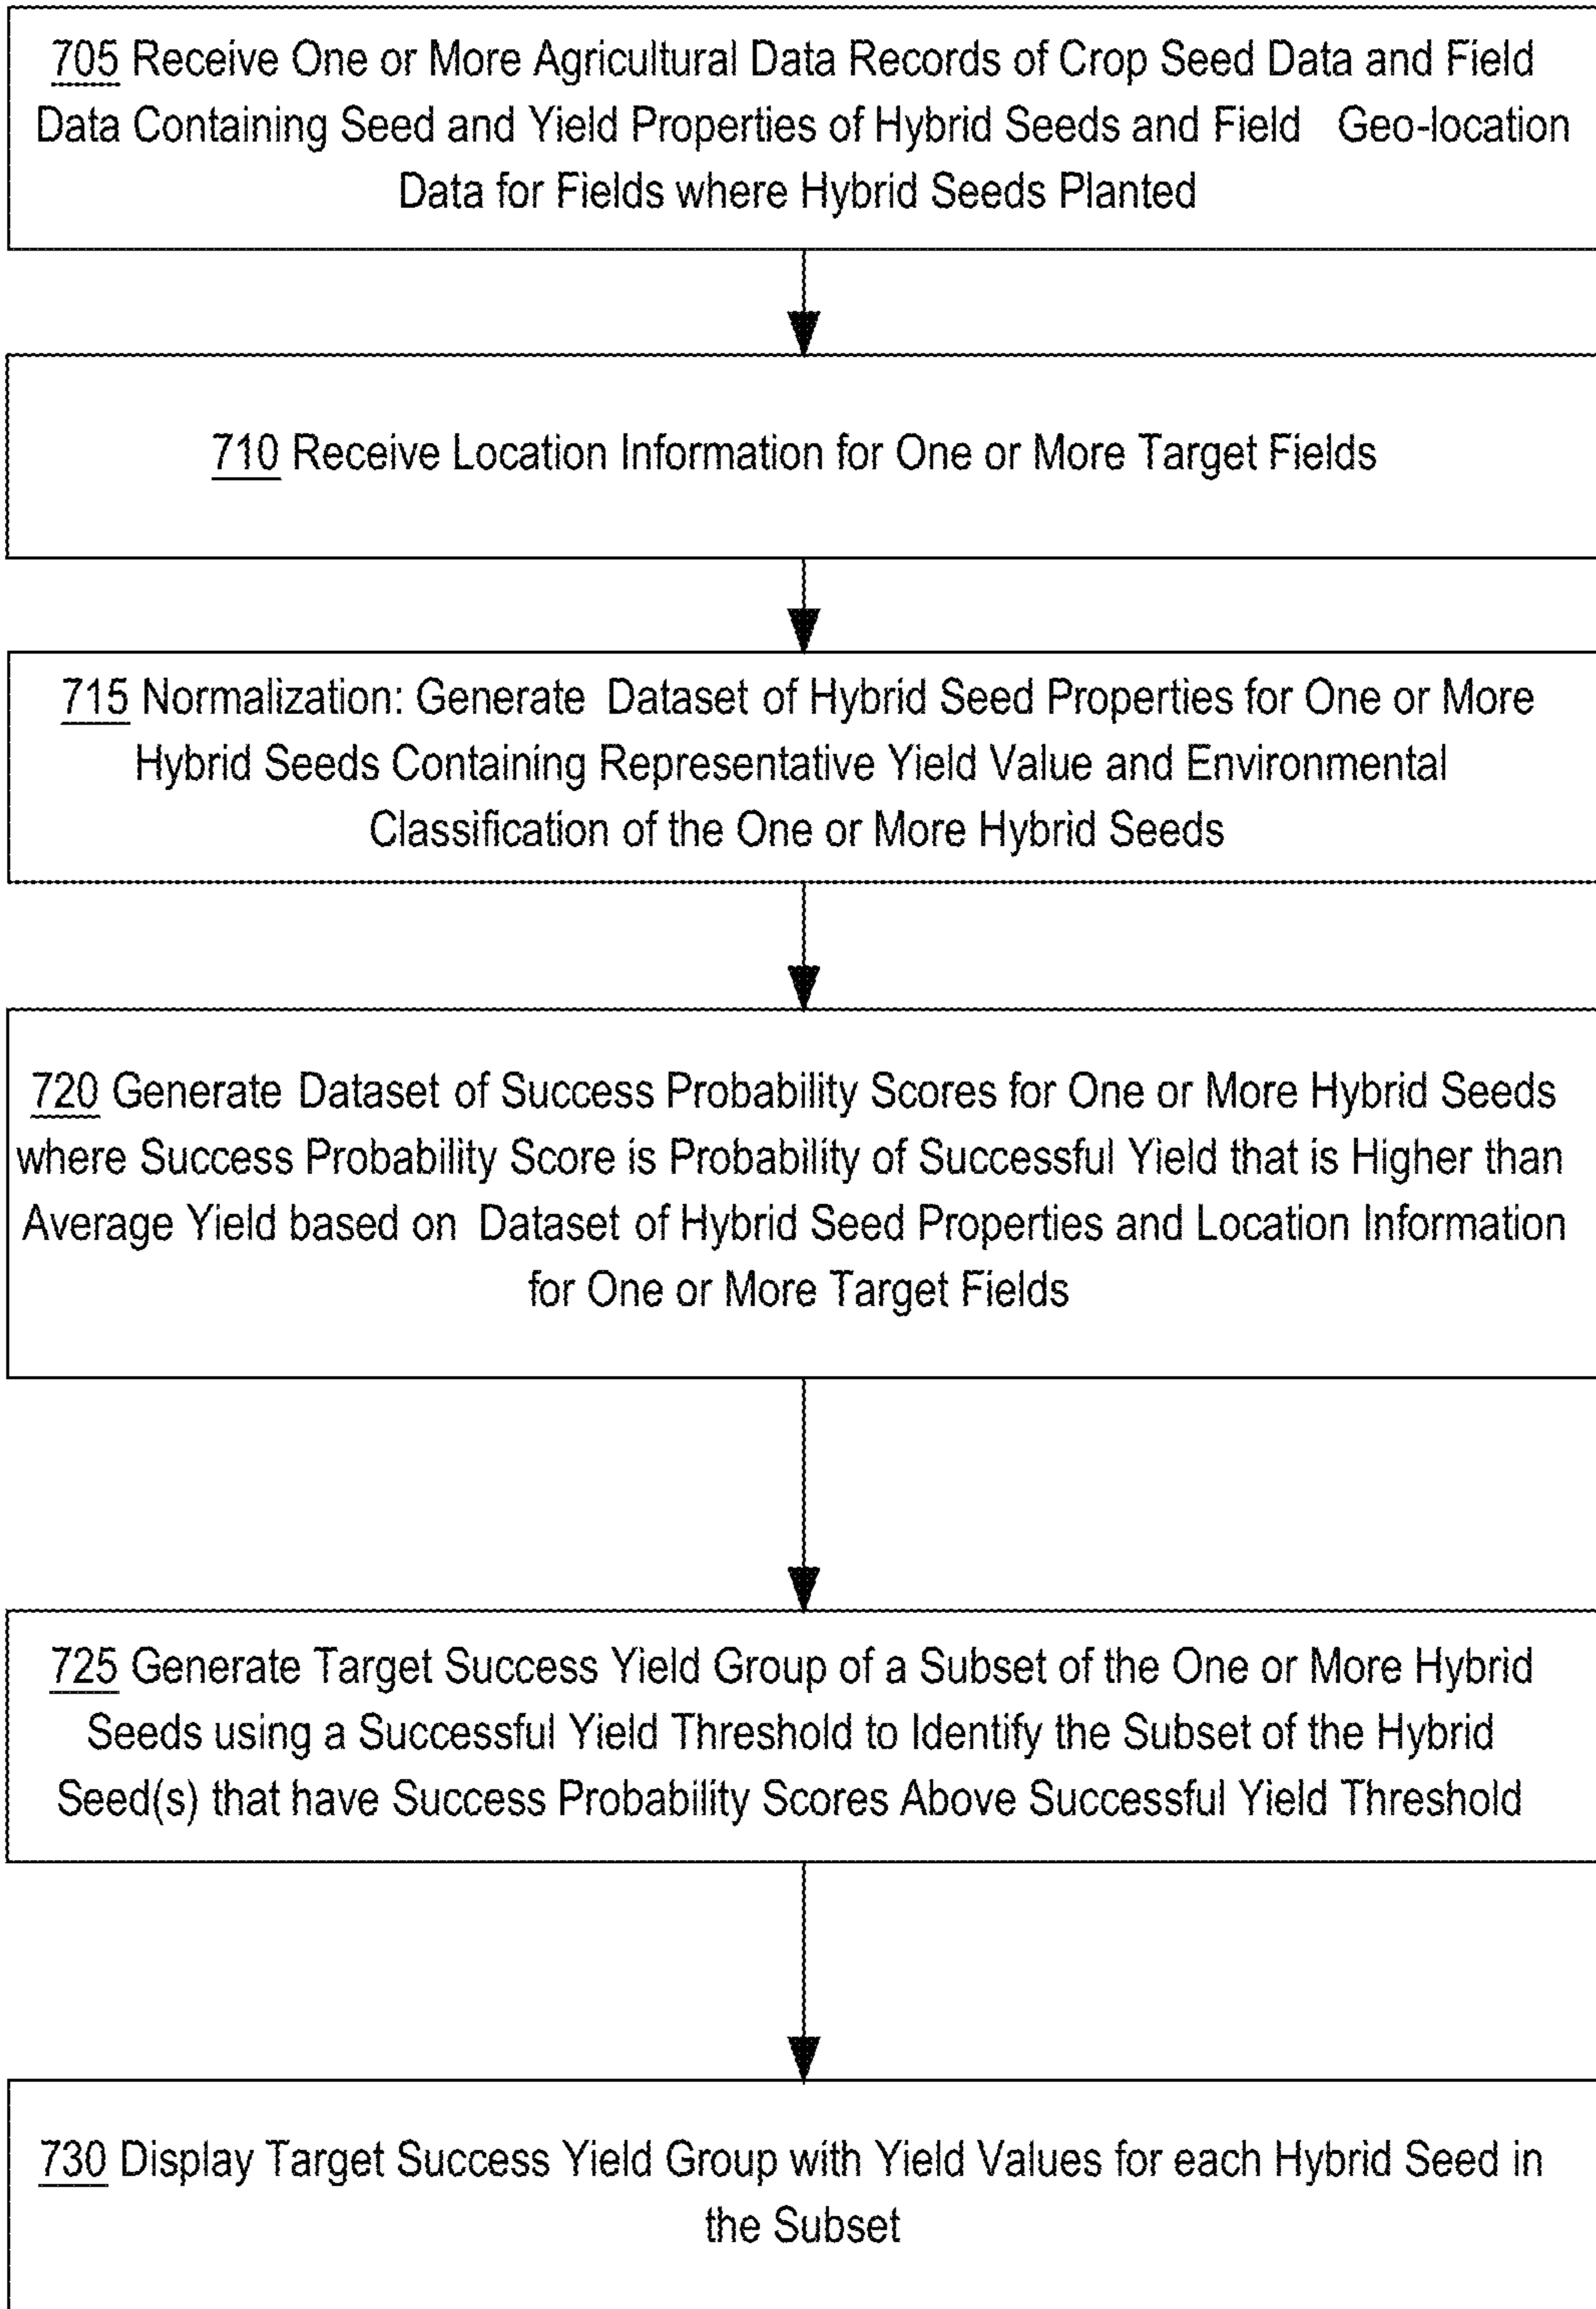 705 Receive One or More Agricultural Data Records of Crop Seed Data and Field
Data Containing Seed and Yield Properties of Hybrid Seeds and Field Geo-location
Data for Fields where Hybrid Seeds Planted
710 Receive Location Information for One or More Target Fields
715 Normalization: Generate Dataset of Hybrid Seed Properties for One or More
Hybrid Seeds Containing Representative Yield Value and Environmental
Classification of the One or More Hybrid Seeds
720 Generate Dataset of Success Probability Scores for One or More Hybrid Seeds
where Success Probability Score is Probability of Successful Yield that is Higher than
Average Yield based on Dataset of Hybrid Seed Properties and Location Information
for One or More Target Fields
725 Generate Target Success Yield Group of a Subset of the One or More Hybrid
Seeds using a Successful Yield Threshold to Identify the Subset of the Hybrid
Seed(s) that have Success Probability Scores Above Successful Yield Threshold
730 Display Target Success Yield Group with Yield Values for each Hybrid Seed in
the Subset